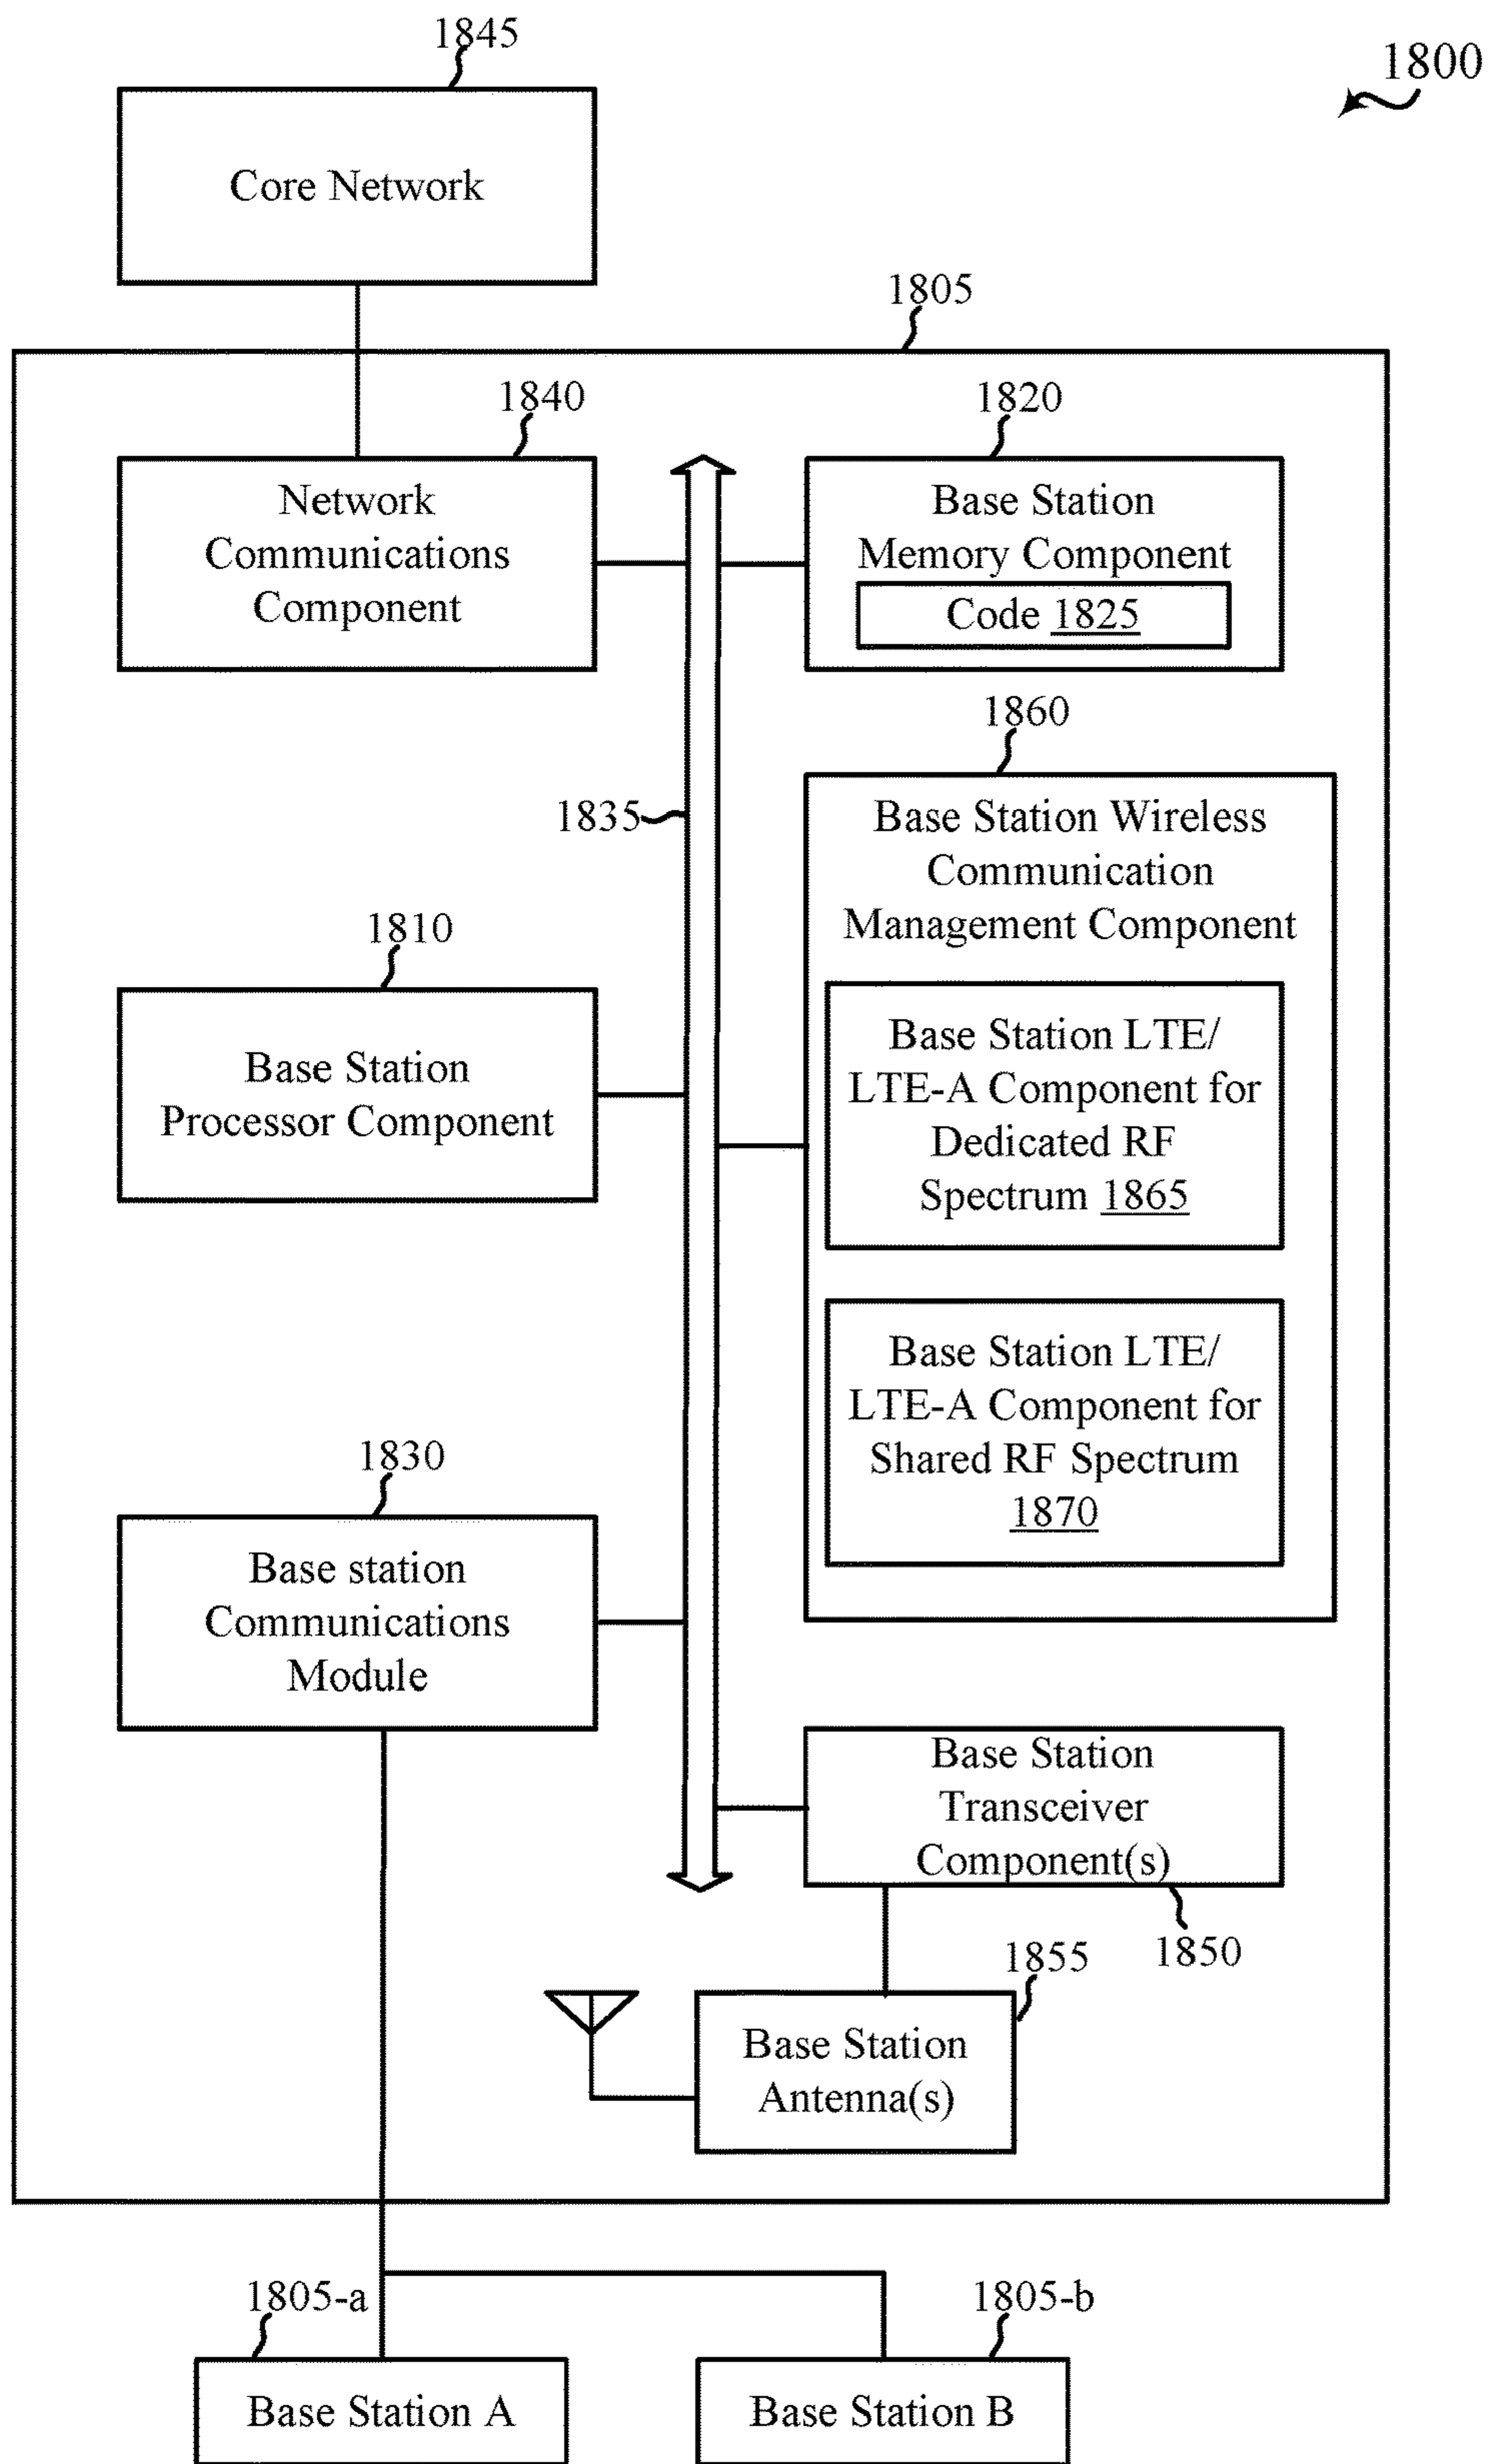 1845
1800
Core Network
1805
1840
1820
Network
Communications
Component
Base Station
Memory Component
Code 1825
1860
1835
Base Station Wireless
Communication
Management Component
1810
Base Station
Processor Component
Base Station LTE/
LTE-A Component for
Dedicated RF
Spectrum 1865
Base Station LTE/
LTE-A Component for
Shared RF Spectrum
1870
1830
Base station
Communications
Module
Base Station
Transceiver
Component(s)
1850
1855
Base Station
Antenna(s)
1805-a
1805-b
Base Station A
Base Station B